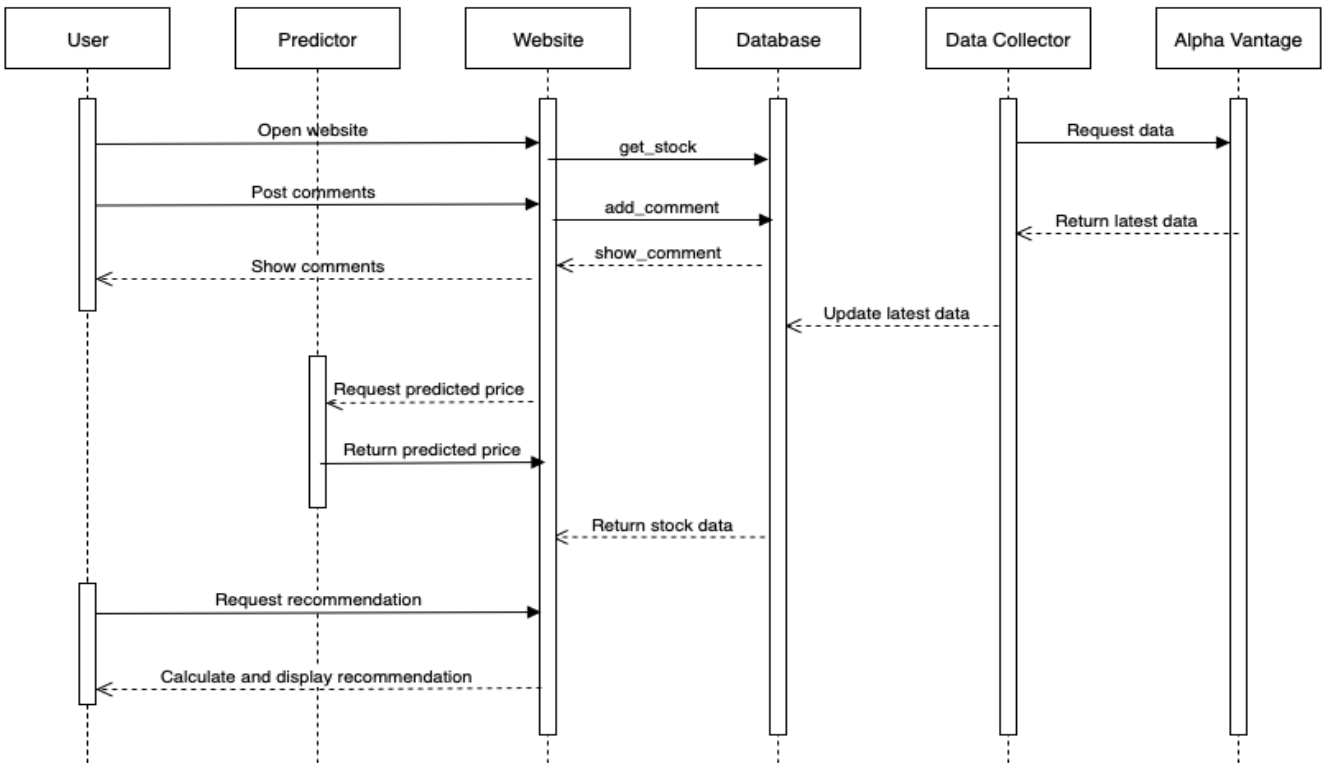 User
Predictor
Website
Database
Data Collector
Alpha Vantage
Open website
Request data
get_stock
Post comments
add_comment
Return latest data
show_comment
Show comments
Update latest data
Request predicted price
Return predicted price
Return stock data
Request recommendation
Calculate and display recommendation